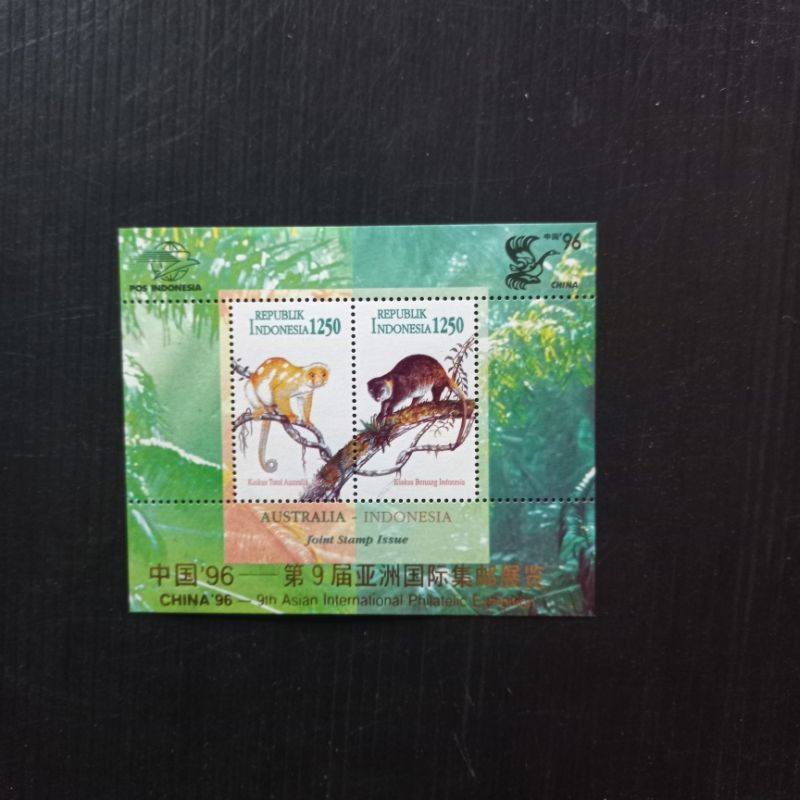 POS INDONESIA
中国'96
CHINA
REPUBLIK
INDONESIA 1250
REPUBLIK
INDONESIA 1250
Kuskus Totol Australia
Kuskus Beruang Indonesia
AUSTRALIA - INDONESIA
Joint Stamp Issue
中国'96——第9届亚洲国际集邮展览
CHINA'96 — 9th Asian International Philatelic Exhibition